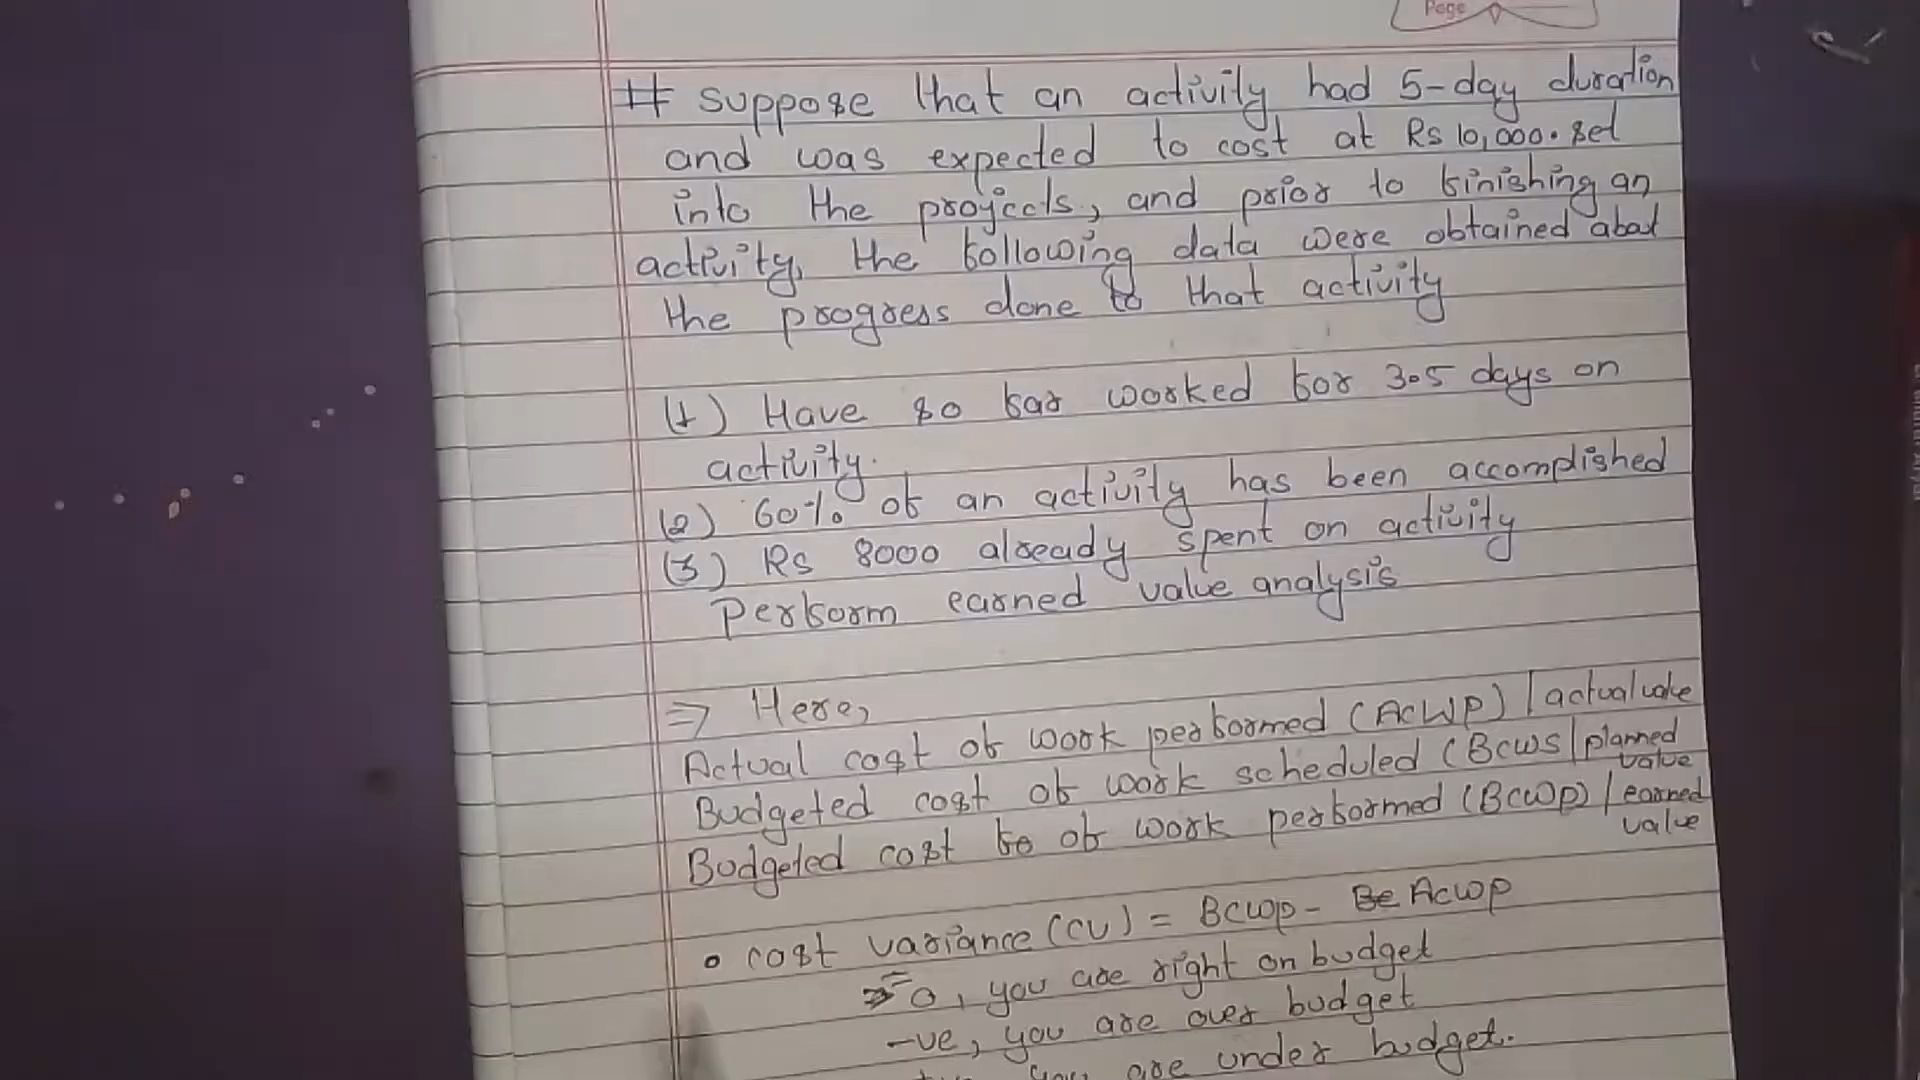 Page
# suppose that an activity had 5-day duration
and was expected to cost at Rs 10,000. set
into the projects, and prior to finishing an
activity, the following data were obtained abot
the progress done to that activity
(1) Have so far worked for 3.5 days on
activity.
(2) 60% of an activity has been accomplished
(3) Rs 8000 already spent on activity
Perform earned value analysis
⇒ Here,
Actual cost of work performed (ACWP) | actual value
Budgeted cost of work scheduled (BCWS | planned value
Budgeted cost fo of work performed (BCWP) | earned value
• cost variance (CV) = BCWP - Be ACWP
= 0, you are right on budget
-ve, you are over budget
you are under budget.